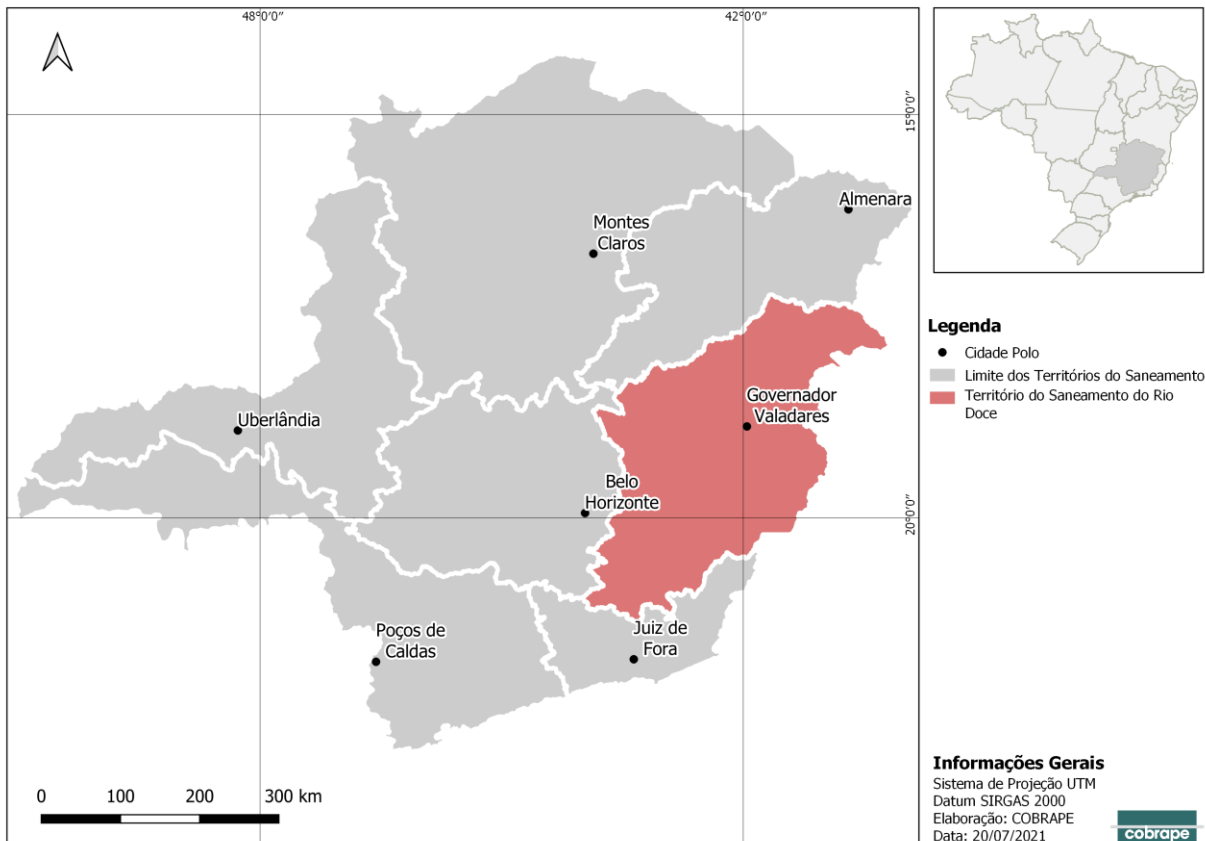 48°0'0"
42°0'0"
15°0'0"
Almenara
Montes
Claros
Governador
Valadares
Uberlândia
Belo
Horizonte
20°0'0"
Poços de
Caldas
Juiz de
Fora
0 100 200 300 km
Legenda
Cidade Polo
Limite dos Territórios do Saneamento
Território do Saneamento do Rio
Doce
Informações Gerais
Sistema de Projeção UTM
Datum SIRGAS 2000
Elaboração: COBRAPE
Data: 20/07/2021
cobrape